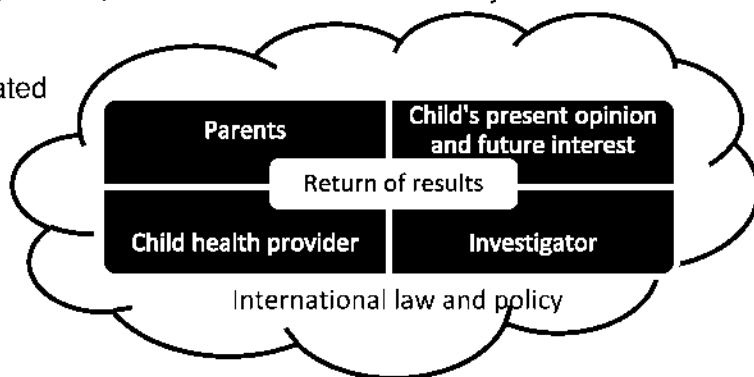 ated
Parents
Child's present opinion
and future interest
Return of results
Child health provider
Investigator
International law and policy